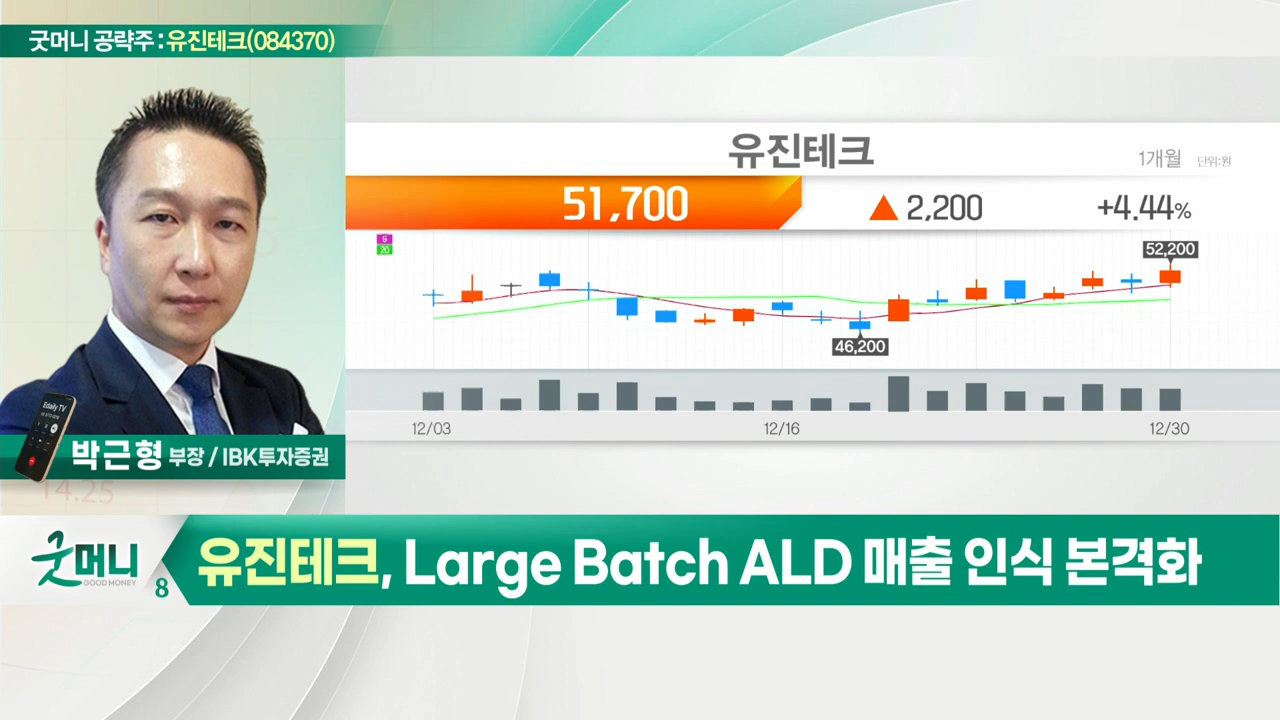 굿머니 공략주 : 유진테크(084370)
유진테크
1개월 단위:원
51,700 ▲ 2,200 +4.44%
5
20
52,200
46,200
12/03 12/16 12/30
Edaily TV
박근형 부장 / IBK투자증권
14.25
굿머니
GOOD MONEY
8
유진테크, Large Batch ALD 매출 인식 본격화